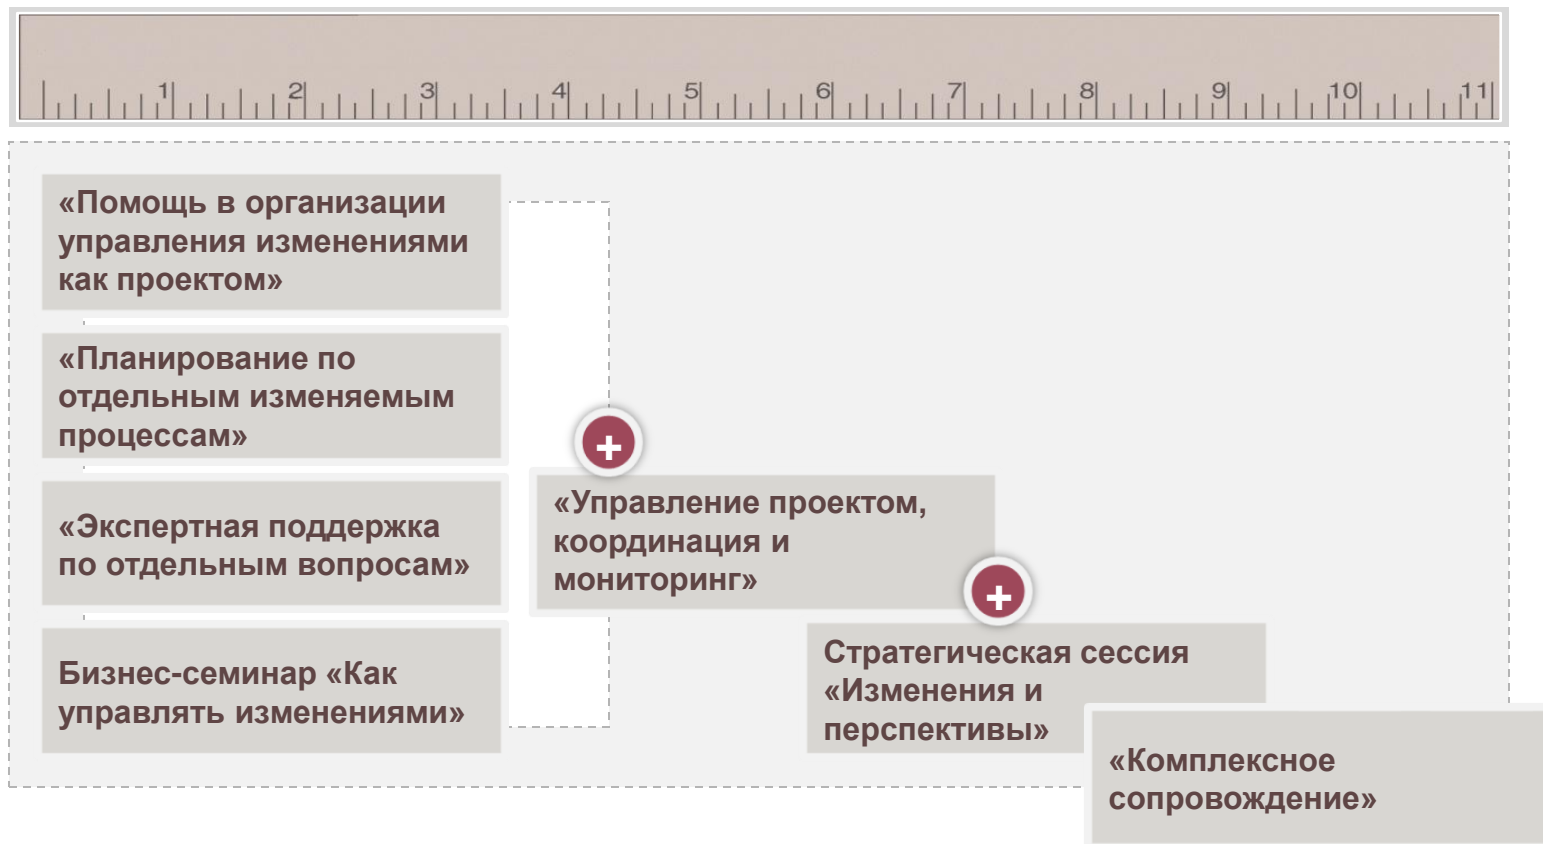 1 2 3 4 5 6 7 8 9 10 11
«Помощь в организации
управления изменениями
как проектом»
«Планирование по
отдельным изменяемым
процессам»
«Экспертная поддержка
по отдельным вопросам»
Бизнес-семинар «Как
управлять изменениями»
+
«Управление проектом,
координация и
мониторинг»
+
Стратегическая сессия
«Изменения и
перспективы»
«Комплексное
сопровождение»